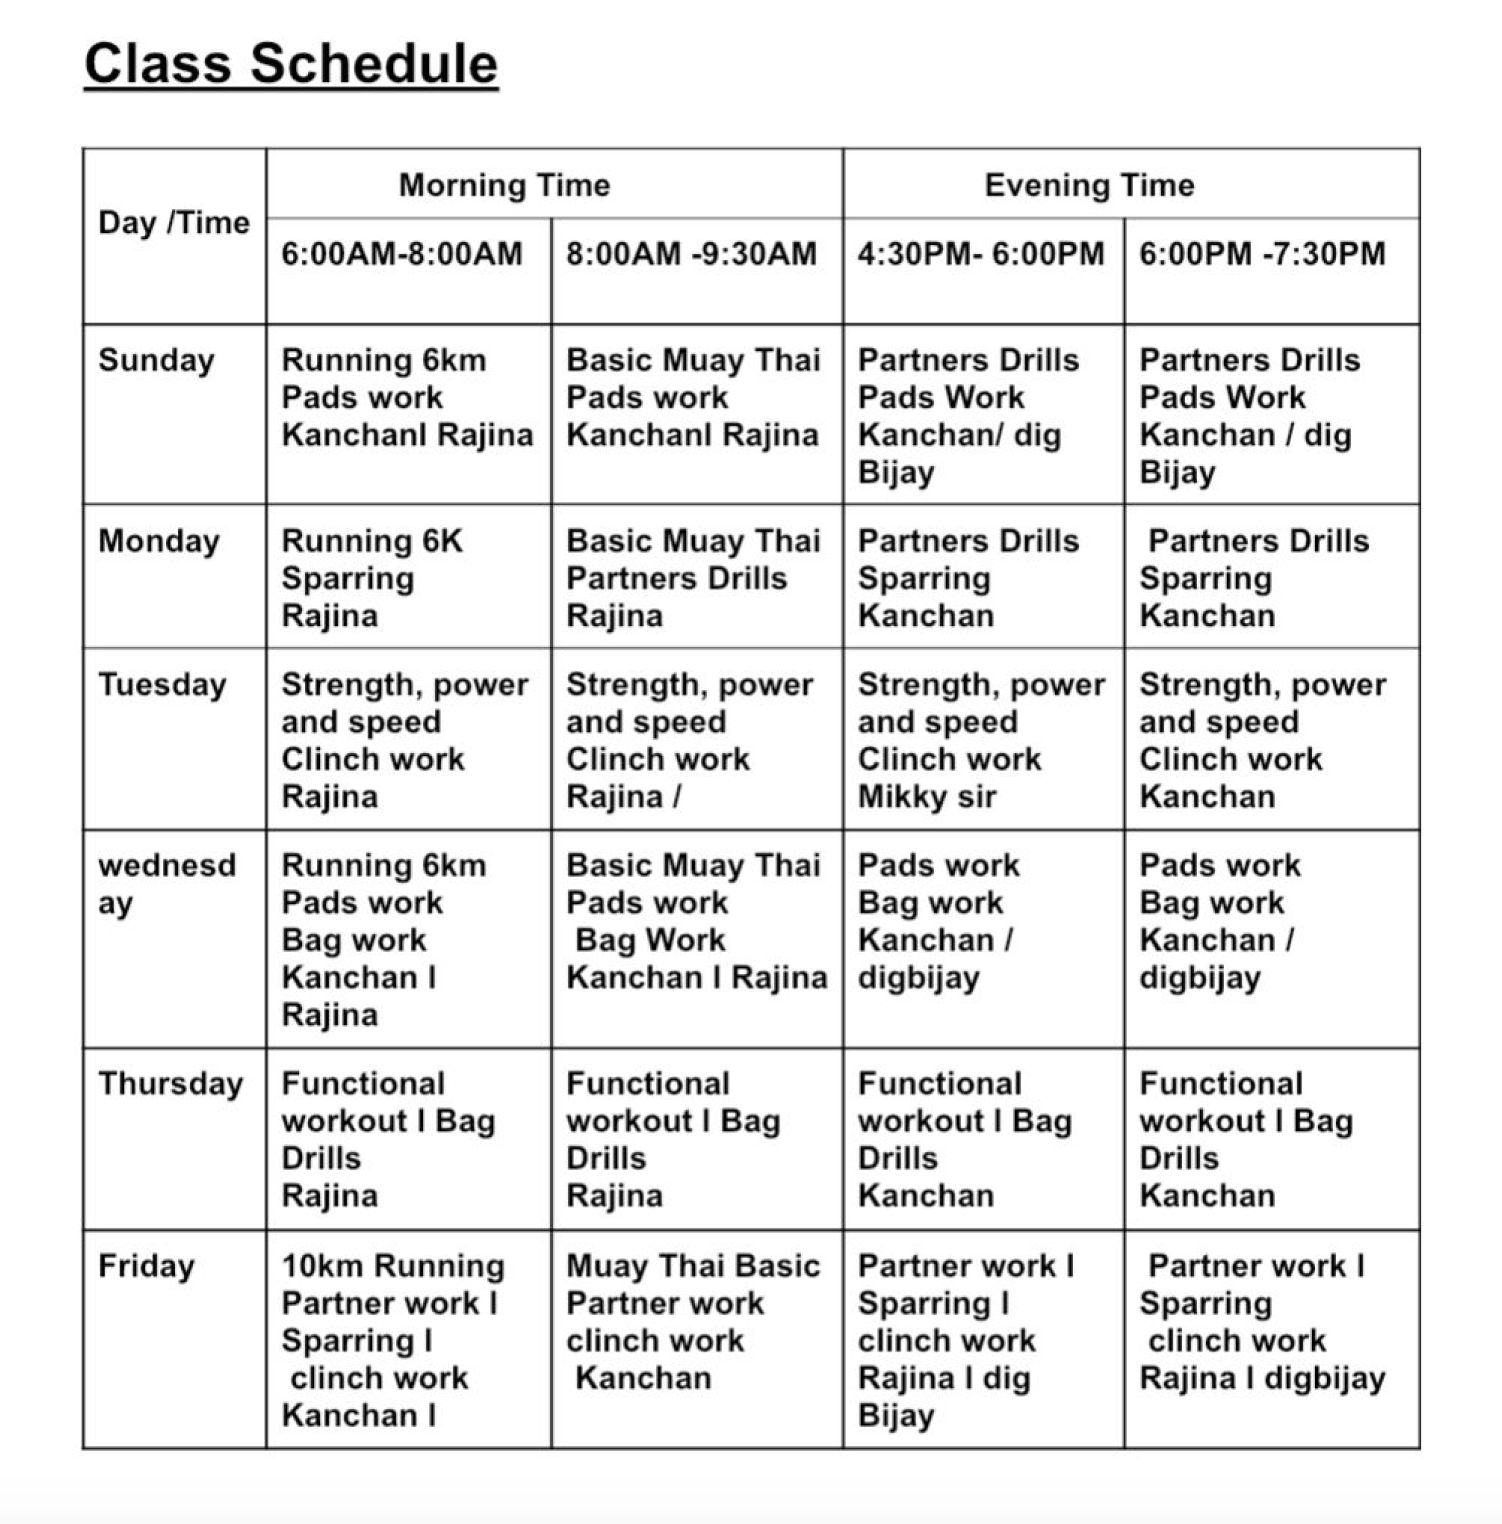 Class Schedule
Day /Time
Morning Time
Evening Time
6:00AM-8:00AM
8:00AM -9:30AM
4:30PM- 6:00PM
6:00PM -7:30PM
Sunday
Running 6km
Pads work
Kanchanl Rajina
Basic Muay Thai
Pads work
Kanchanl Rajina
Partners Drills
Pads Work
Kanchan/ dig
Bijay
Partners Drills
Pads Work
Kanchan / dig
Bijay
Monday
Running 6K
Sparring
Rajina
Basic Muay Thai
Partners Drills
Rajina
Partners Drills
Sparring
Kanchan
Partners Drills
Sparring
Kanchan
Tuesday
Strength, power
and speed
Clinch work
Rajina
Strength, power
and speed
Clinch work
Rajina /
Strength, power
and speed
Clinch work
Mikky sir
Strength, power
and speed
Clinch work
Kanchan
wednesd
ay
Running 6km
Pads work
Bag work
Kanchan I
Rajina
Basic Muay Thai
Pads work
Bag Work
Kanchan I Rajina
Pads work
Bag work
Kanchan /
digbijay
Pads work
Bag work
Kanchan /
digbijay
Thursday
Functional
workout I Bag
Drills
Rajina
Functional
workout I Bag
Drills
Rajina
Functional
workout I Bag
Drills
Kanchan
Functional
workout I Bag
Drills
Kanchan
Friday
10km Running
Partner work I
Sparring I
clinch work
Kanchan I
Muay Thai Basic
Partner work
clinch work
Kanchan
Partner work I
Sparring I
clinch work
Rajina I dig
Bijay
Partner work I
Sparring
clinch work
Rajina I digbijay